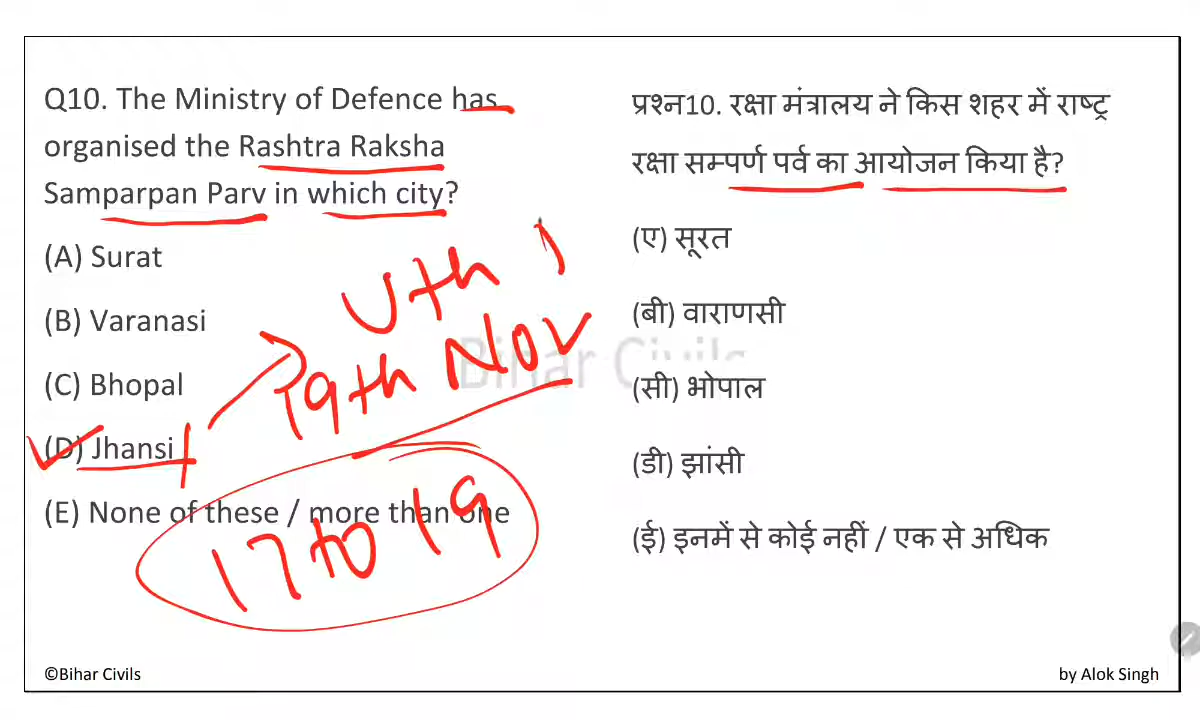 Q10. The Ministry of Defence has
organised the Rashtra Raksha
Samparpan Parv in which city?
(A) Surat
(B) Varanasi
(C) Bhopal
(D) Jhansi
(E) None of these / more than one
19th Nov
17 to 19
प्रश्न10. रक्षा मंत्रालय ने किस शहर में राष्ट्र
रक्षा सम्पर्ण पर्व का आयोजन किया है?
(ए) सूरत
(बी) वाराणसी
(सी) भोपाल
(डी) झांसी
(ई) इनमें से कोई नहीं / एक से अधिक
Bihar Civils
©Bihar Civils
by Alok Singh